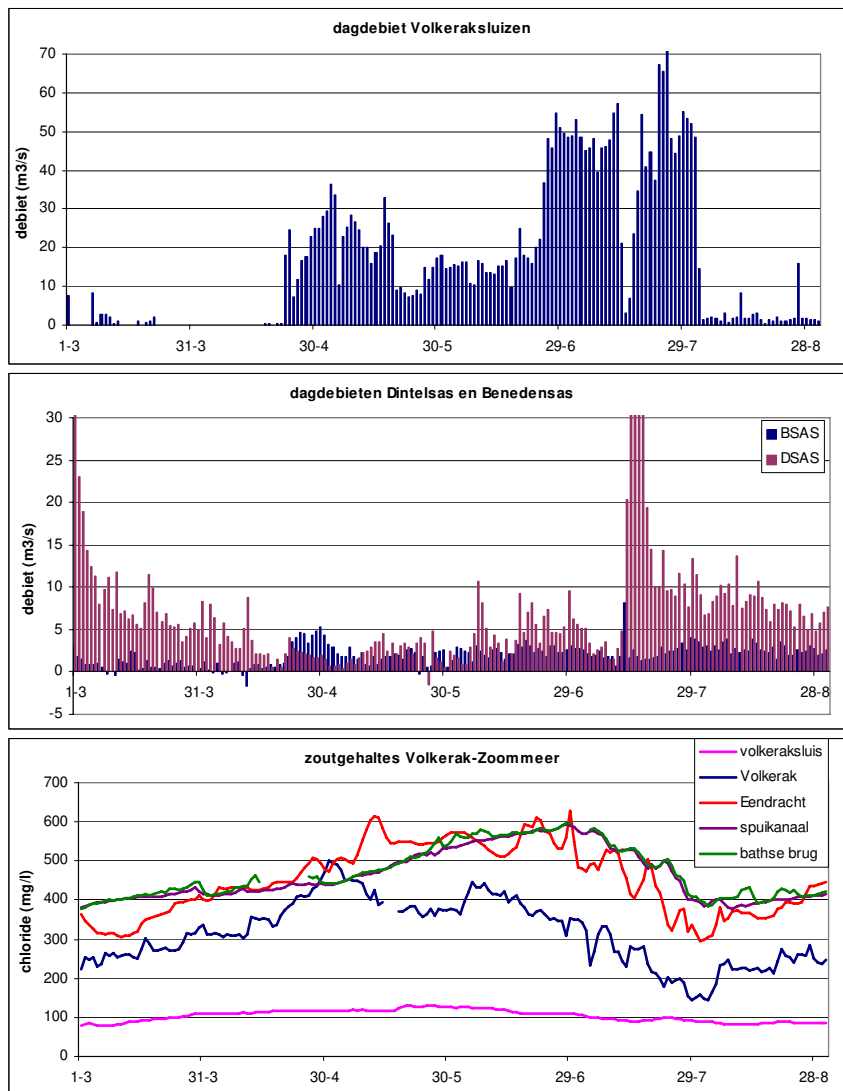 dagdebiet Volkeraksluizen
70
60
50
40
30
20
10
0
debiet (m3/s)
1-3 31-3 30-4 30-5 29-6 29-7 28-8
dagdebieten Dintelsas en Benedensas
30
25
20
15
10
5
0
-5
debiet (m3/s)
BSAS
DSAS
1-3 31-3 30-4 30-5 29-6 29-7 28-8
zoutgehaltes Volkerak-Zoommeer
700
600
500
400
300
200
100
0
chloride (mg/l)
volkeraksluis
Volkerak
Eendracht
spuikanaal
bathse brug
1-3 31-3 30-4 30-5 29-6 29-7 28-8